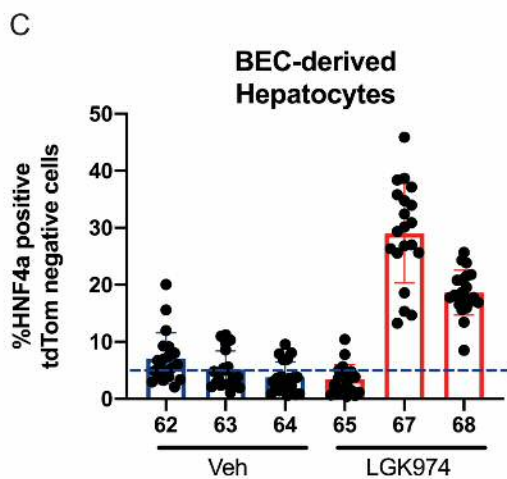 C
BEC-derived
Hepatocytes
%HNF4a positive
tdTom negative cells
50
40
30
20
10
0
62 63 64 65 67 68
Veh LGK974